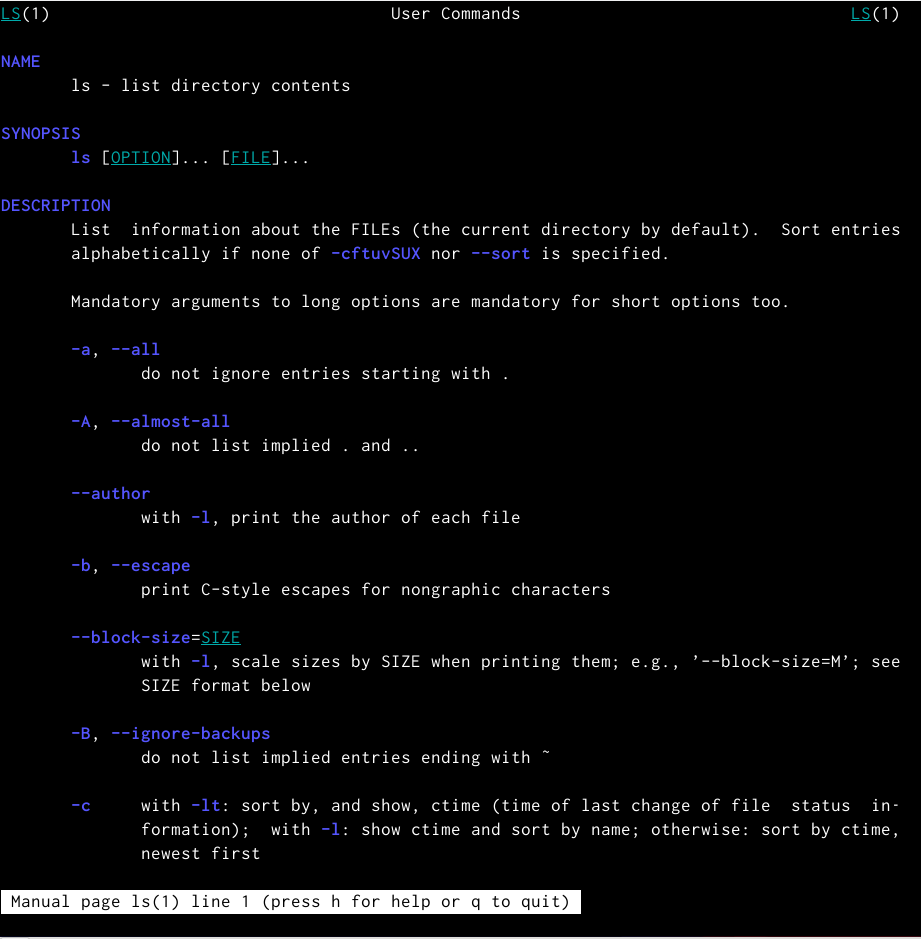 LS(1) User Commands LS(1)
NAME
ls - list directory contents
SYNOPSIS
ls [OPTION]... [FILE]...
DESCRIPTION
List information about the FILEs (the current directory by default). Sort entries
alphabetically if none of -cftuvSUX nor --sort is specified.
Mandatory arguments to long options are mandatory for short options too.
-a, --all
do not ignore entries starting with .
-A, --almost-all
do not list implied . and ..
--author
with -l, print the author of each file
-b, --escape
print C-style escapes for nongraphic characters
--block-size=SIZE
with -l, scale sizes by SIZE when printing them; e.g., ’--block-size=M’; see
SIZE format below
-B, --ignore-backups
do not list implied entries ending with ~
-c with -lt: sort by, and show, ctime (time of last change of file status in-
formation); with -l: show ctime and sort by name; otherwise: sort by ctime,
newest first
Manual page ls(1) line 1 (press h for help or q to quit)